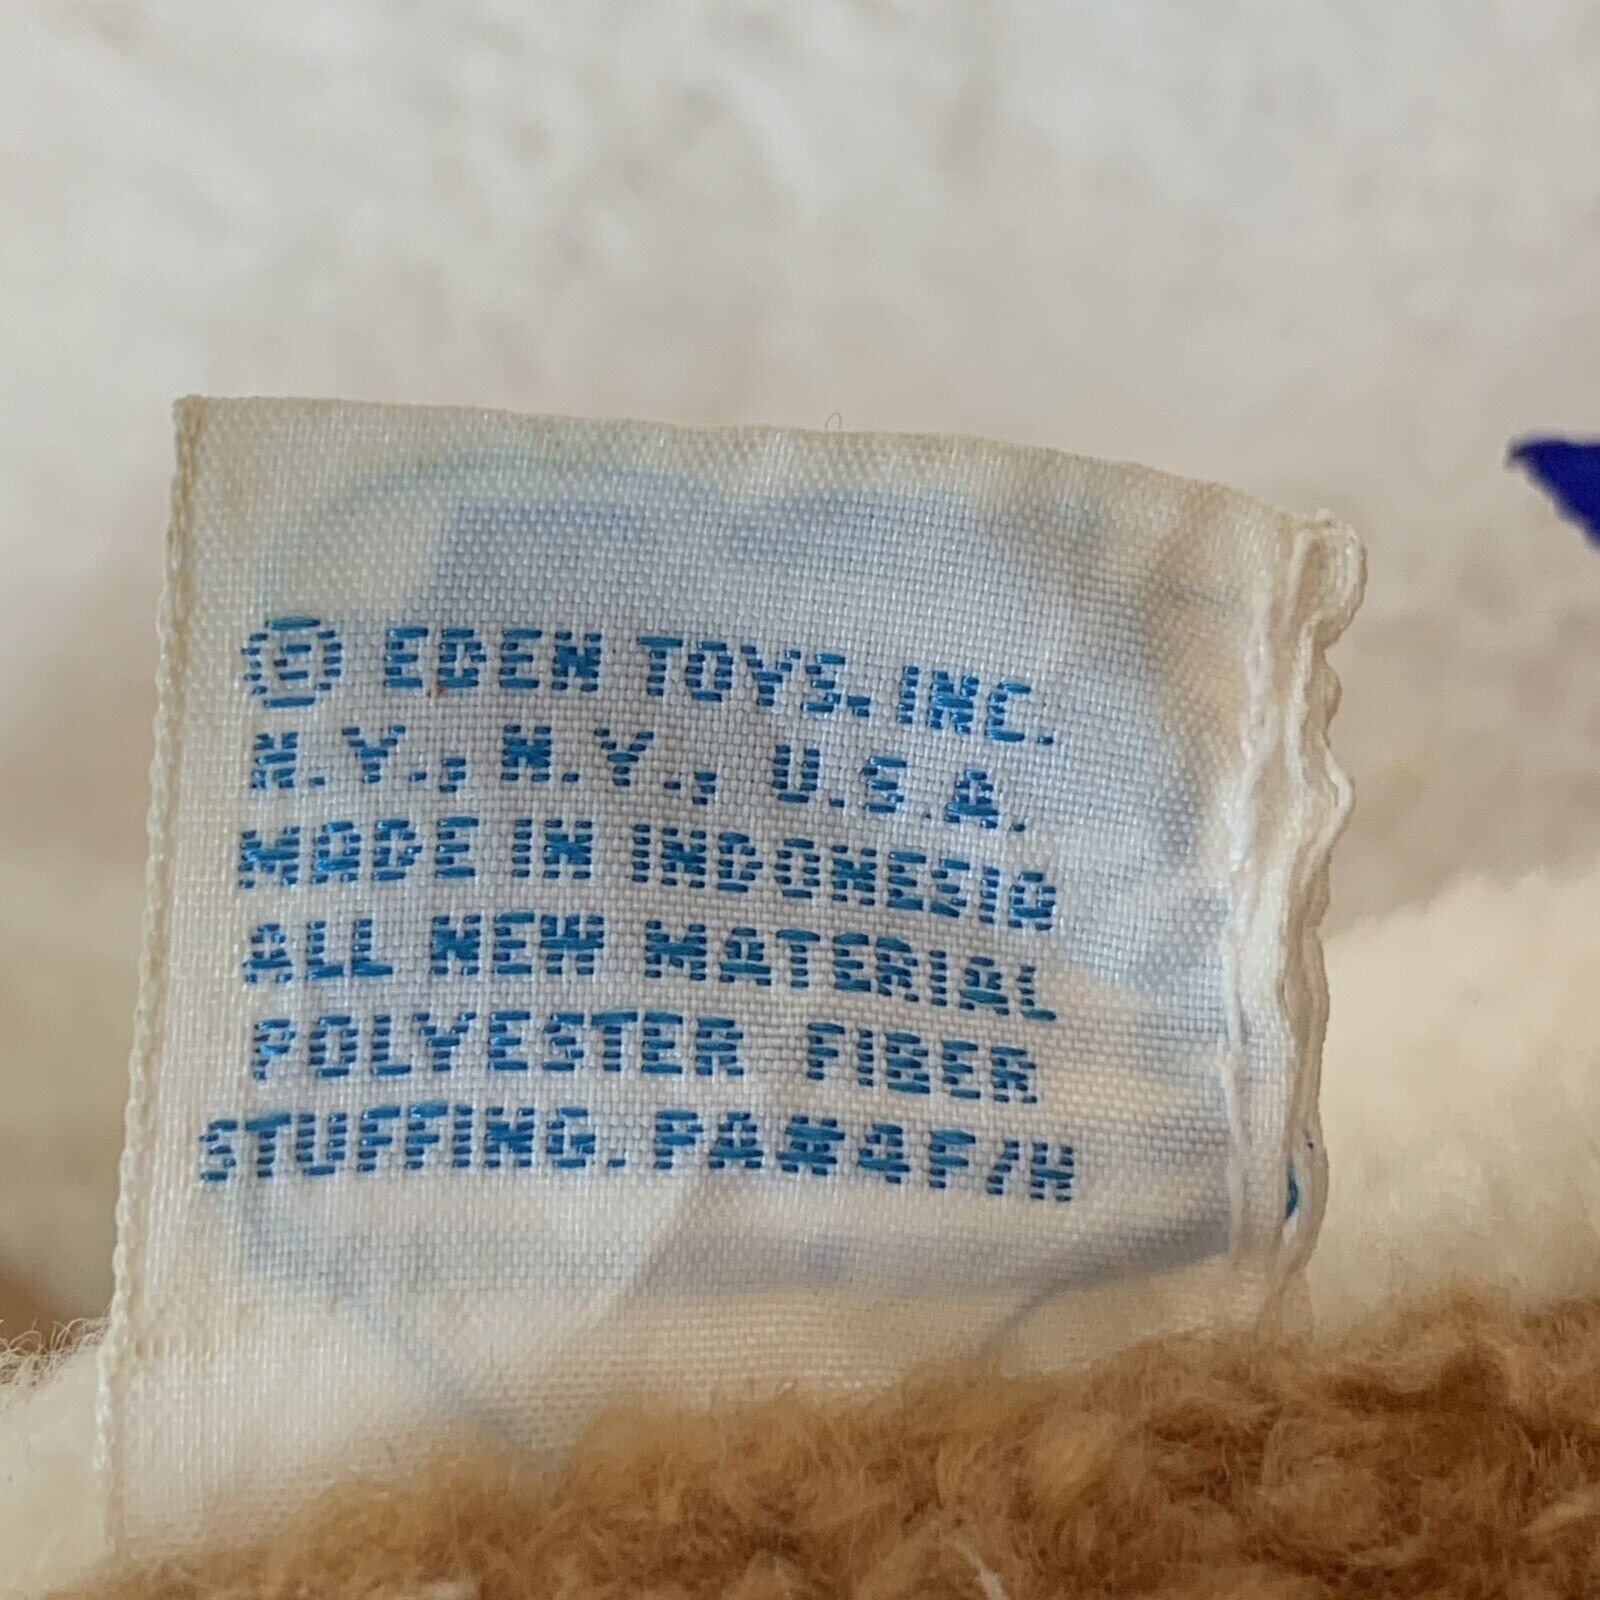 © EDEN TOYS, INC.
N.Y., N.Y., U.S.A.
MADE IN INDONESIA
ALL NEW MATERIAL
POLYESTER FIBER
STUFFING. PA#4F/H